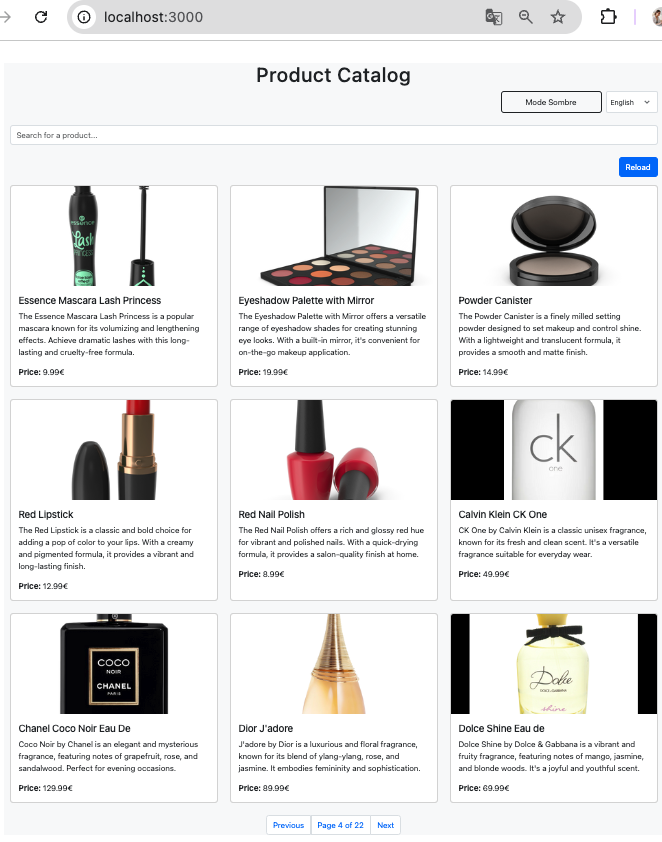 localhost:3000
Product Catalog
Mode Sombre
English
Search for a product...
Reload
essence
Lash
Essence Mascara Lash Princess
The Essence Mascara Lash Princess is a popular
mascara known for its volumizing and lengthening
effects. Achieve dramatic lashes with this long-
lasting and cruelty-free formula.
Price: 9.99€
Eyeshadow Palette with Mirror
The Eyeshadow Palette with Mirror offers a versatile
range of eyeshadow shades for creating stunning
eye looks. With a built-in mirror, it's convenient for
on-the-go makeup application.
Price: 19.99€
Powder Canister
The Powder Canister is a finely milled setting
powder designed to set makeup and control shine.
With a lightweight and translucent formula, it
provides a smooth and matte finish.
Price: 14.99€
Red Lipstick
The Red Lipstick is a classic and bold choice for
adding a pop of color to your lips. With a creamy
and pigmented formula, it provides a vibrant and
long-lasting finish.
Price: 12.99€
Red Nail Polish
The Red Nail Polish offers a rich and glossy red hue
for vibrant and polished nails. With a quick-drying
formula, it provides a salon-quality finish at home.
Price: 8.99€
ck
one
Calvin Klein CK One
CK One by Calvin Klein is a classic unisex fragrance,
known for its fresh and clean scent. It's a versatile
fragrance suitable for everyday wear.
Price: 49.99€
COCO
NOIR
CHANEL
PARIS
Chanel Coco Noir Eau De
Coco Noir by Chanel is an elegant and mysterious
fragrance, featuring notes of grapefruit, rose, and
sandalwood. Perfect for evening occasions.
Price: 129.99€
Dior J'adore
J'adore by Dior is a luxurious and floral fragrance,
known for its blend of ylang-ylang, rose, and
jasmine. It embodies femininity and sophistication.
Price: 89.99€
Dolce
DOLCE & GABBANA
shine
Dolce Shine Eau de
Dolce Shine by Dolce & Gabbana is a vibrant and
fruity fragrance, featuring notes of mango, jasmine,
and blonde woods. It's a joyful and youthful scent.
Price: 69.99€
Previous
Page 4 of 22
Next